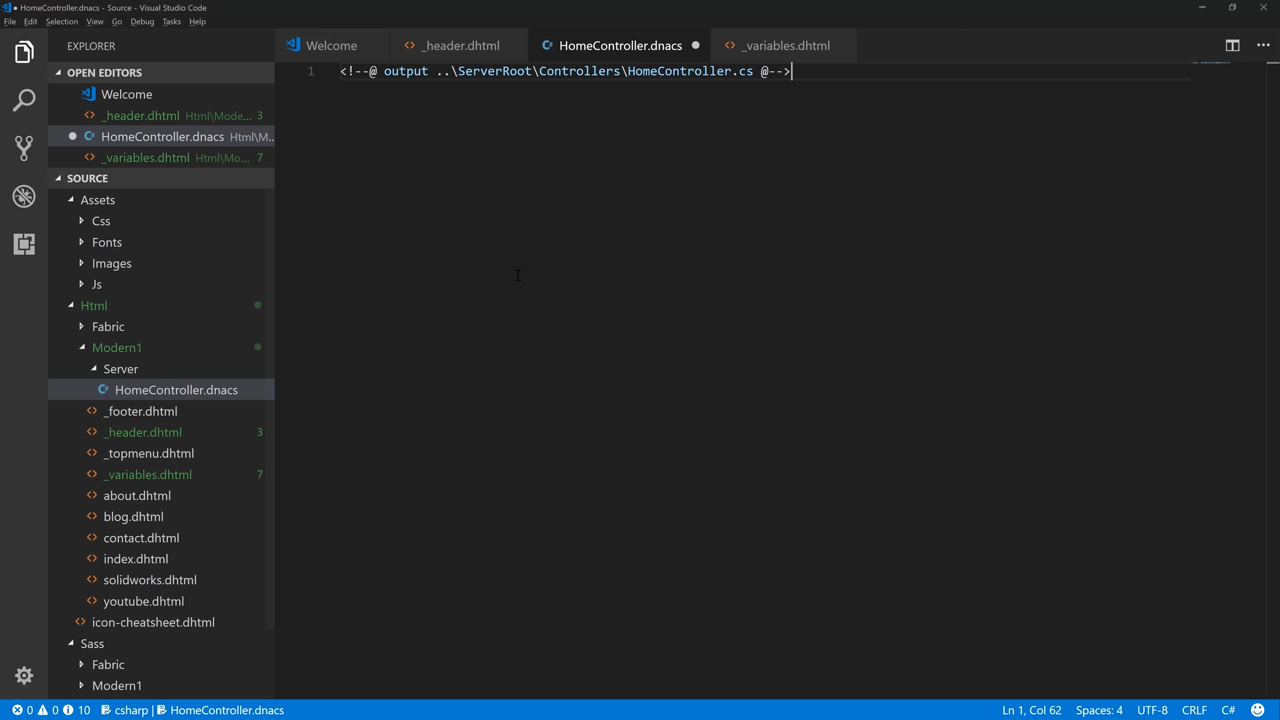 HomeController.dnacs - Source - Visual Studio Code
File Edit Selection View Go Debug Tasks Help
EXPLORER
OPEN EDITORS
Welcome
_header.dhtml Html\Mode... 3
HomeController.dnacs Html\M...
_variables.dhtml Html\Mo... 7
SOURCE
Assets
Css
Fonts
Images
Js
Html
Fabric
Modern1
Server
HomeController.dnacs
_footer.dhtml
_header.dhtml 3
_topmenu.dhtml
_variables.dhtml 7
about.dhtml
blog.dhtml
contact.dhtml
index.dhtml
solidworks.dhtml
youtube.dhtml
icon-cheatsheet.dhtml
Sass
Fabric
Modern1
Welcome _header.dhtml HomeController.dnacs _variables.dhtml
1 <!--@ output ..\ServerRoot\Controllers\HomeController.cs @-->
0 0 10 csharp | HomeController.dnacs Ln 1, Col 62 Spaces: 4 UTF-8 CRLF C#